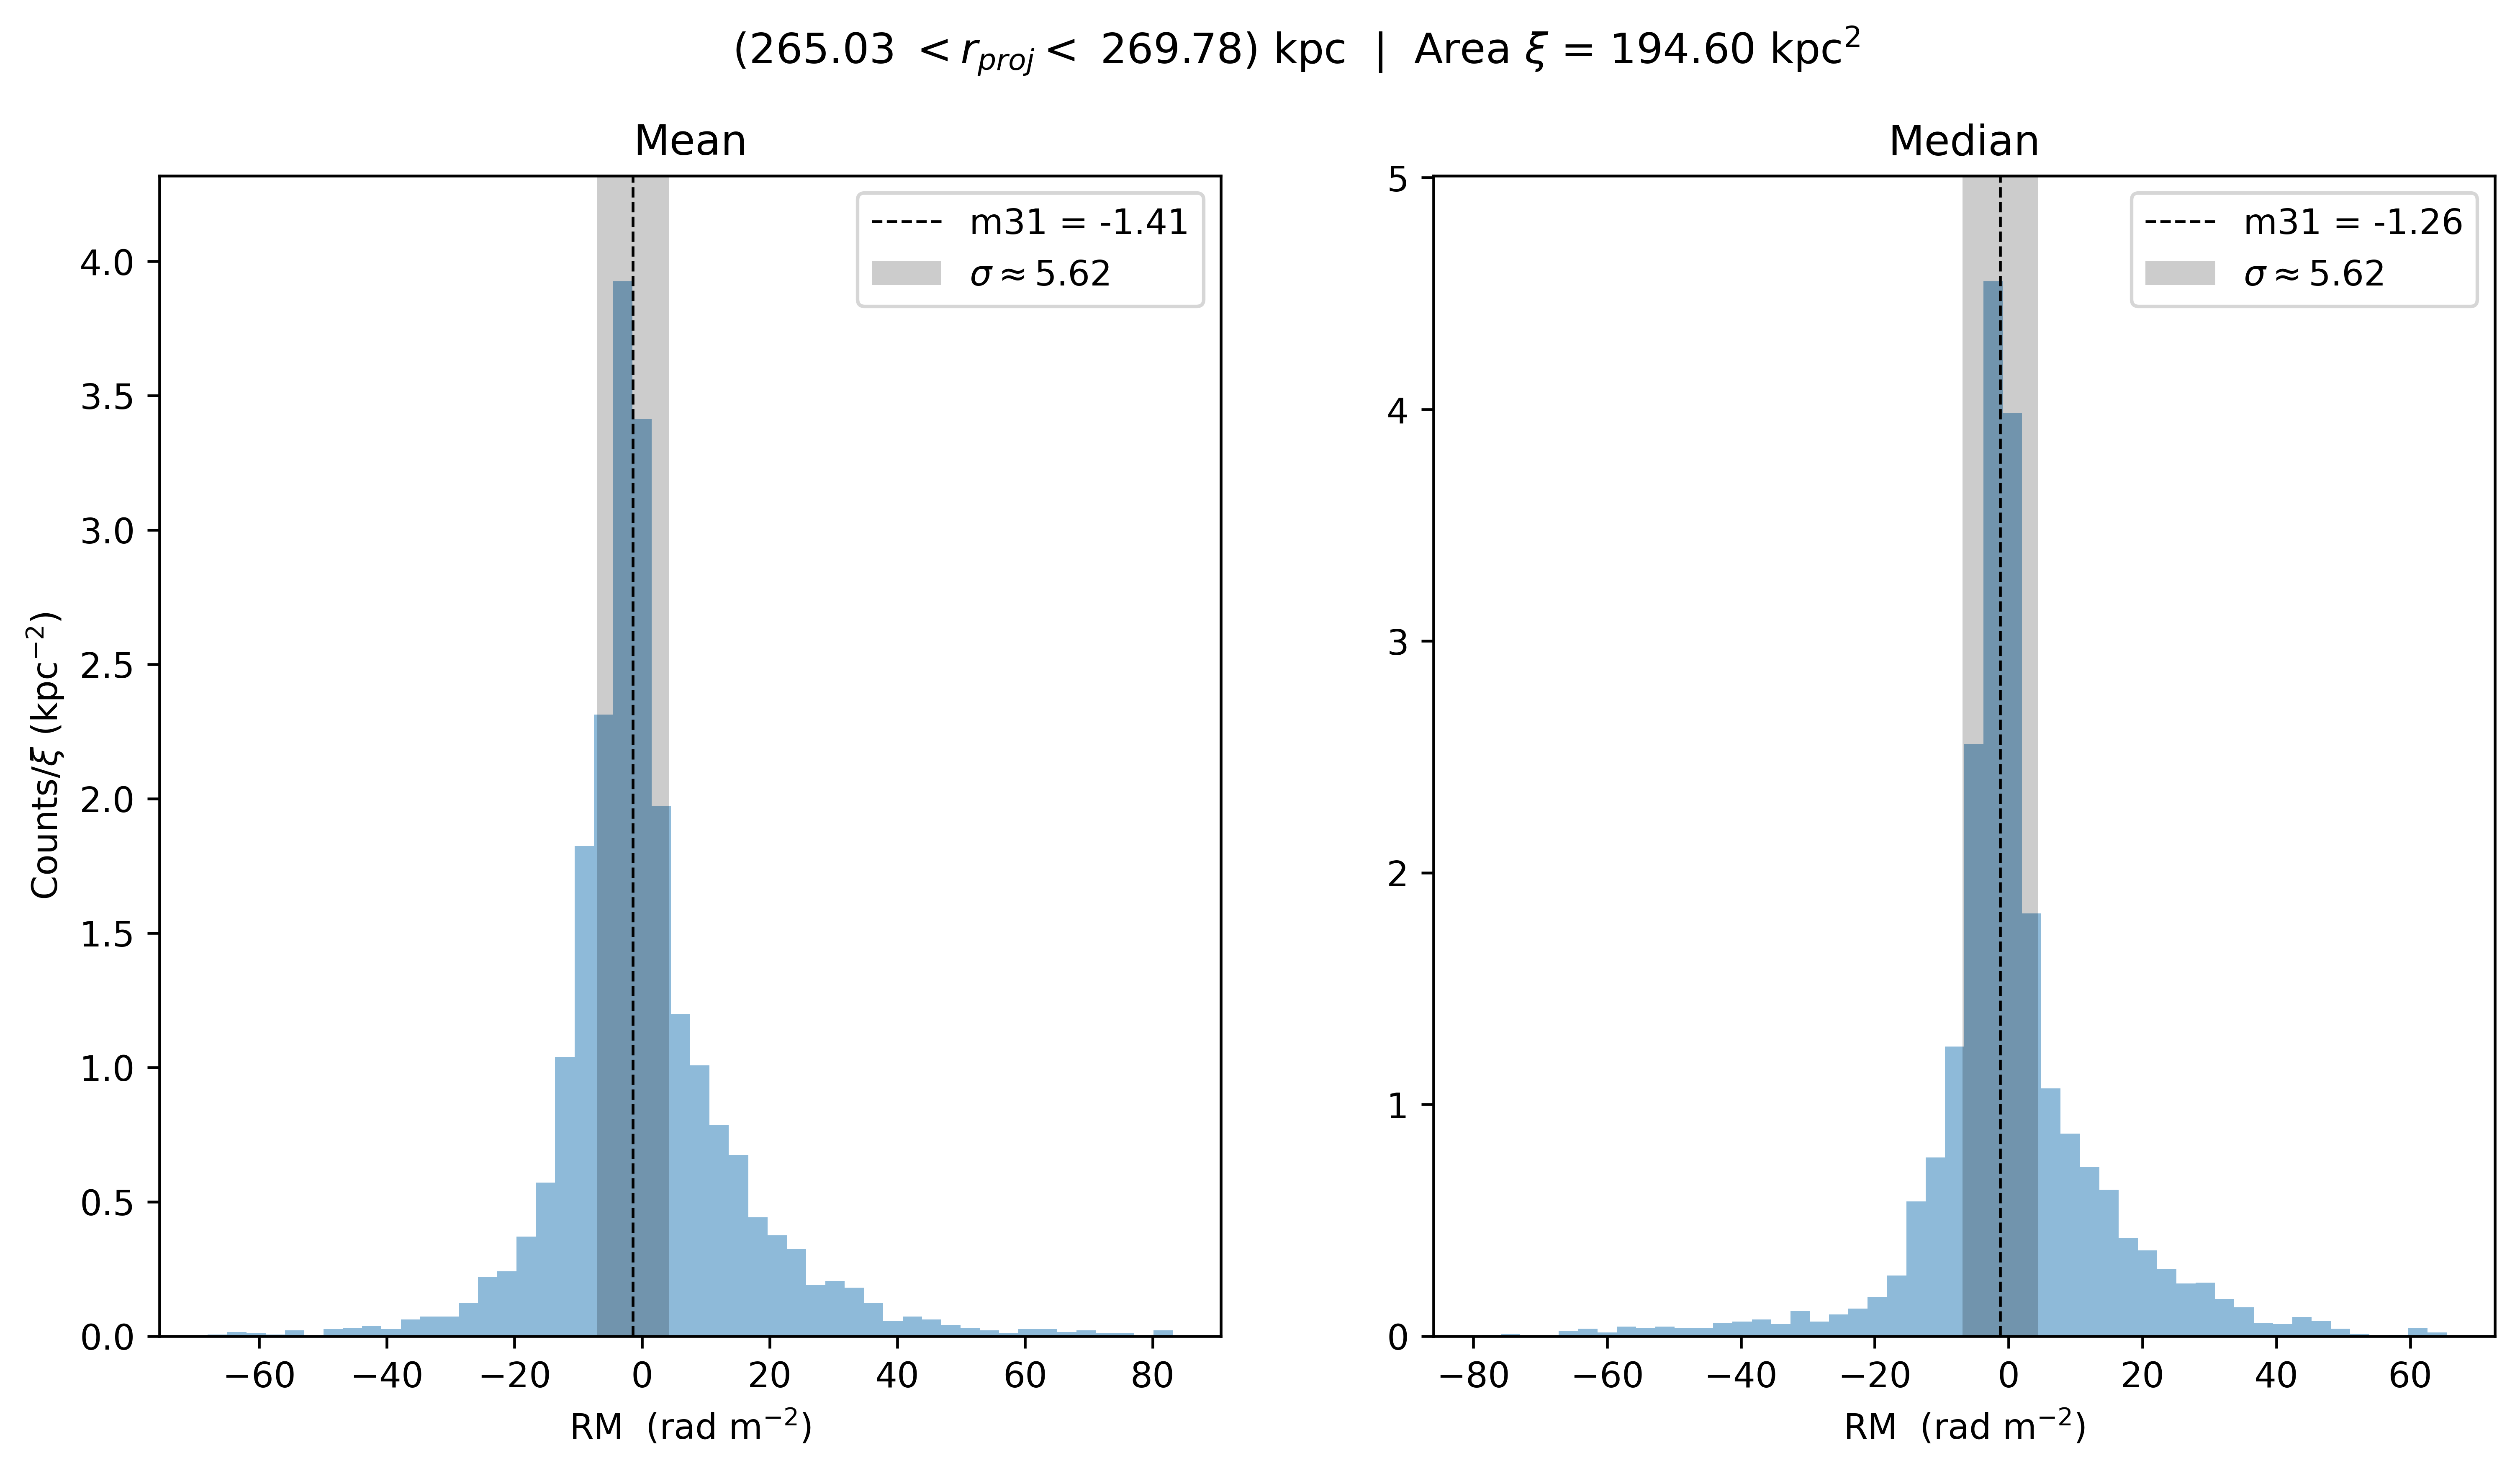 (265.03 < r_proj < 269.78) kpc | Area ξ = 194.60 kpc²
Mean
m31 = -1.41
σ ≈ 5.62
4.0
3.5
3.0
2.5
2.0
1.5
1.0
0.5
0.0
Counts/ξ (kpc⁻²)
−60 −40 −20 0 20 40 60 80
RM (rad m⁻²)
Median
m31 = -1.26
σ ≈ 5.62
5
4
3
2
1
0
−80 −60 −40 −20 0 20 40 60
RM (rad m⁻²)